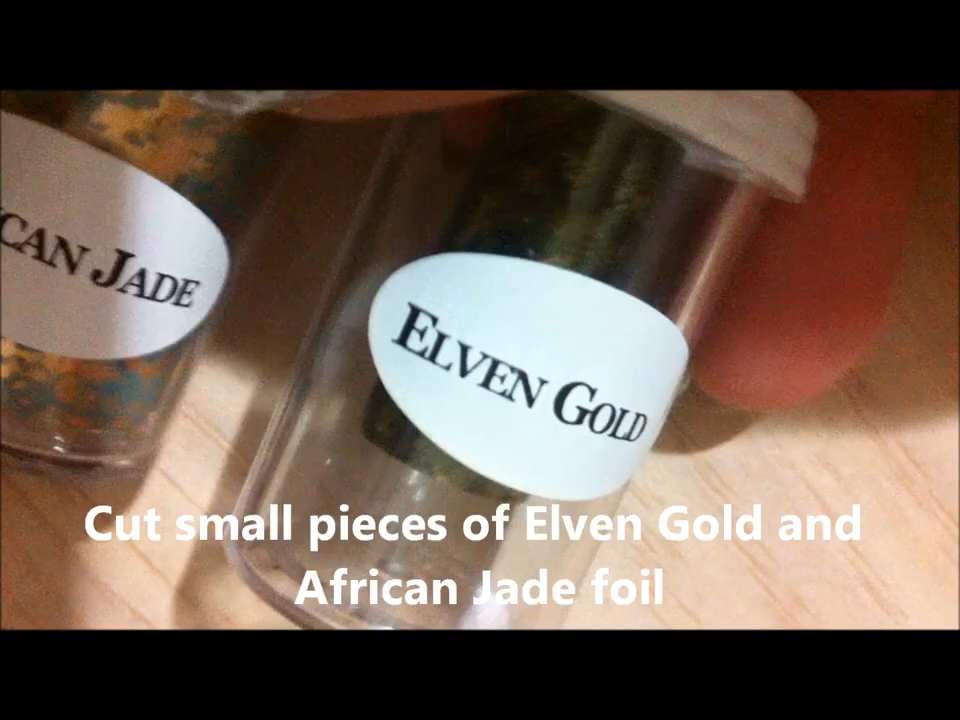 CAN JADE
ELVEN GOLD
Cut small pieces of Elven Gold and
African Jade foil